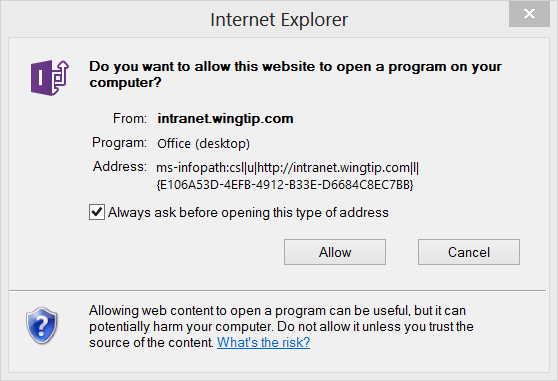 Internet Explorer
Do you want to allow this website to open a program on your
computer?
From: intranet.wingtip.com
Program: Office (desktop)
Address: ms-infopath:csl|u|http://intranet.wingtip.com|l|
{E106A53D-4EFB-4912-B33E-D6684C8EC7BB}
Always ask before opening this type of address
Allow Cancel
Allowing web content to open a program can be useful, but it can
potentially harm your computer. Do not allow it unless you trust the
source of the content. What's the risk?